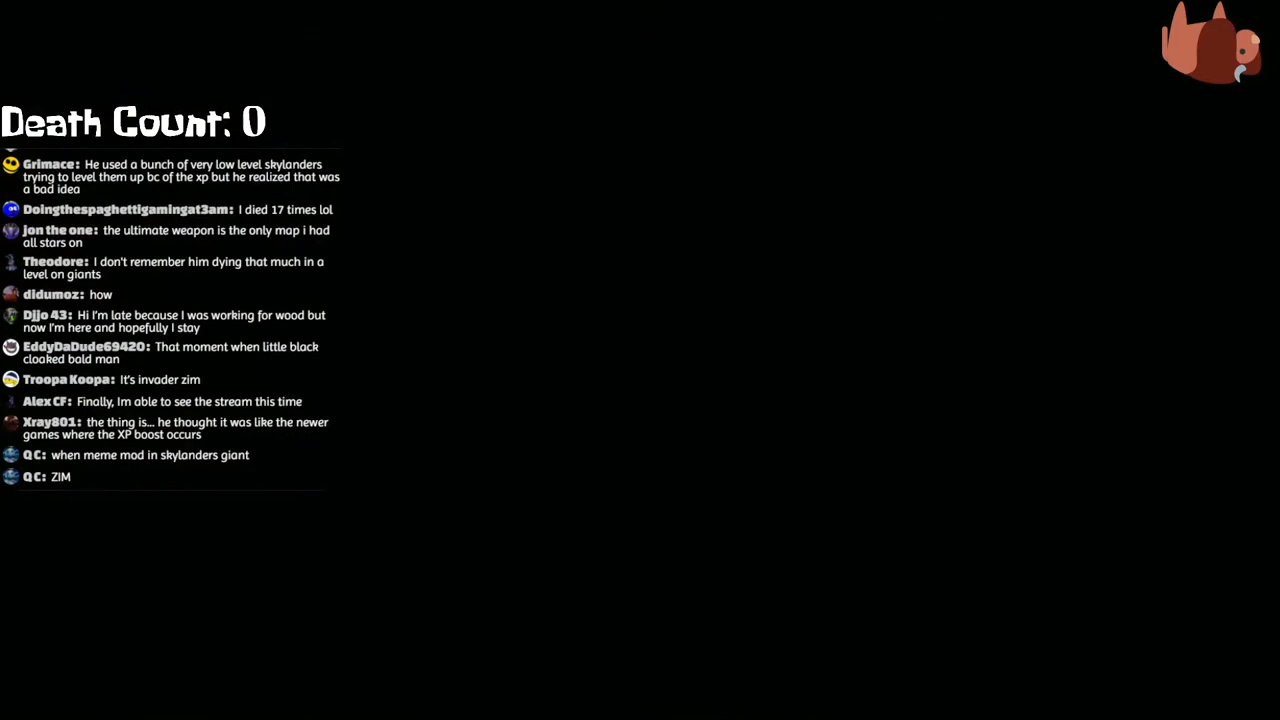 Death Count: 0
Grimace: He used a bunch of very low level skylanders
trying to level them up bc of the xp but he realized that was
a bad idea
Doingthespaghettigamingat3am: I died 17 times lol
jon the one: the ultimate weapon is the only map i had
all stars on
Theodore: I don't remember him dying that much in a
level on giants
didumoz: how
Djjo 43: Hi I'm late because I was working for wood but
now I'm here and hopefully I stay
EddyDaDude69420: That moment when little black
cloaked bald man
Troopa Koopa: It's invader zim
Alex CF: Finally, Im able to see the stream this time
Xray801: the thing is... he thought it was like the newer
games where the XP boost occurs
Q C: when meme mod in skylanders giant
Q C: ZIM